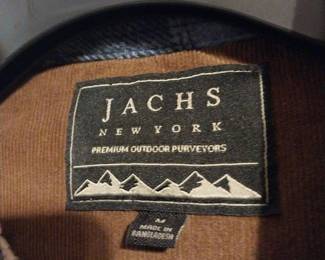 JACHS
NEW YORK
PREMIUM OUTDOOR PURVEYORS
M
MADE IN
BANGLADESH